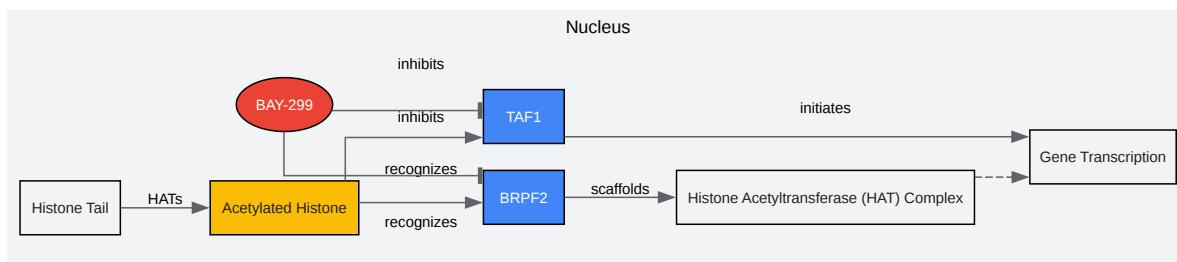 Nucleus
inhibits
BAY-299
inhibits
TAF1
initiates
Gene Transcription
recognizes
Histone Tail
HATs
Acetylated Histone
BRPF2
scaffolds
Histone Acetyltransferase (HAT) Complex
recognizes